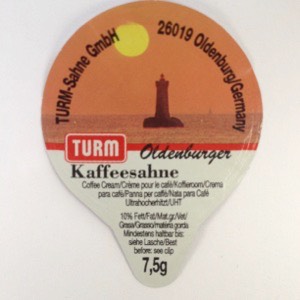 TURM-Sahne GmbH
26019 Oldenburg/Germany
TURM
Oldenburger
Kaffeesahne
Coffee Cream/Crème pour le café/Koffieroom/Crema
para café/Panna per caffè/Nata para Café
Ultrahocherhitzt/UHT
10% Fett/Fat/Mat.gr./Vet/
Grasa/Grasso/matéria gorda
Mindestens haltbar bis:
siehe Lasche/Best
before: see clip
7,5g